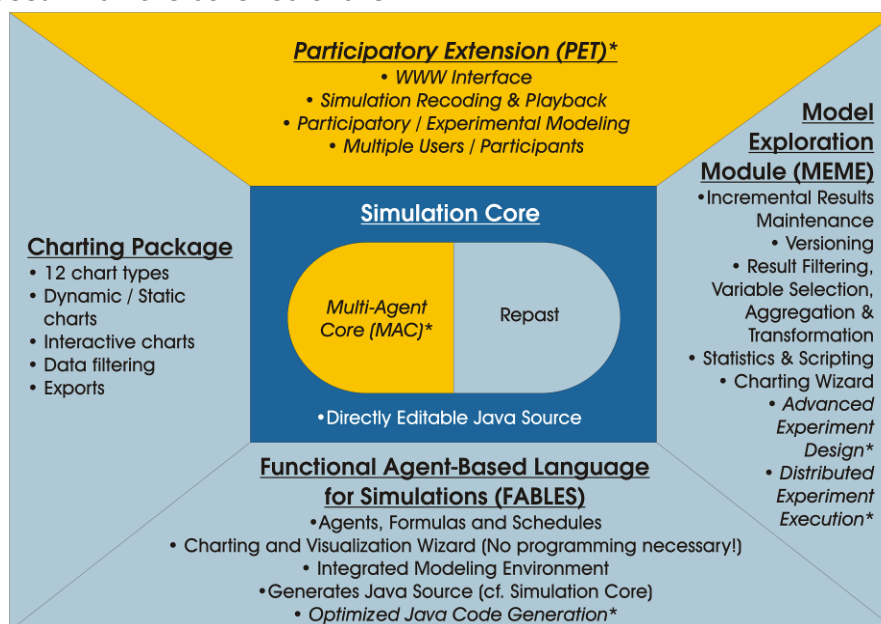 Participatory Extension (PET)*
• WWW Interface
• Simulation Recoding & Playback
• Participatory / Experimental Modeling
• Multiple Users / Participants
Charting Package
• 12 chart types
• Dynamic / Static
charts
• Interactive charts
• Data filtering
• Exports
Simulation Core
Multi-Agent
Core (MAC)*
Repast
•Directly Editable Java Source
Model
Exploration
Module (MEME)
•Incremental Results
Maintenance
• Versioning
• Result Filtering,
Variable Selection,
Aggregation &
Transformation
• Statistics & Scripting
• Charting Wizard
• Advanced
Experiment
Design*
• Distributed
Experiment
Execution*
Functional Agent-Based Language
for Simulations (FABLES)
•Agents, Formulas and Schedules
• Charting and Visualization Wizard (No programming necessary!)
• Integrated Modeling Environment
•Generates Java Source (cf. Simulation Core)
• Optimized Java Code Generation*